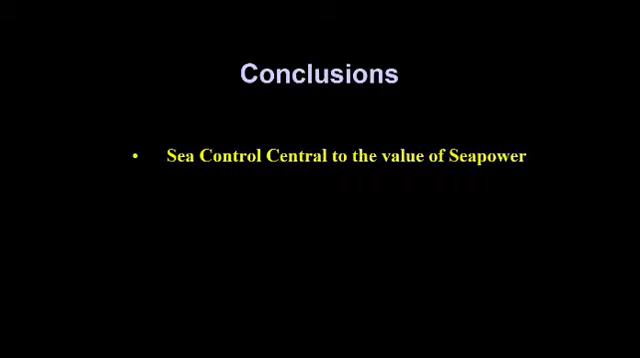 Conclusions
• Sea Control Central to the value of Seapower